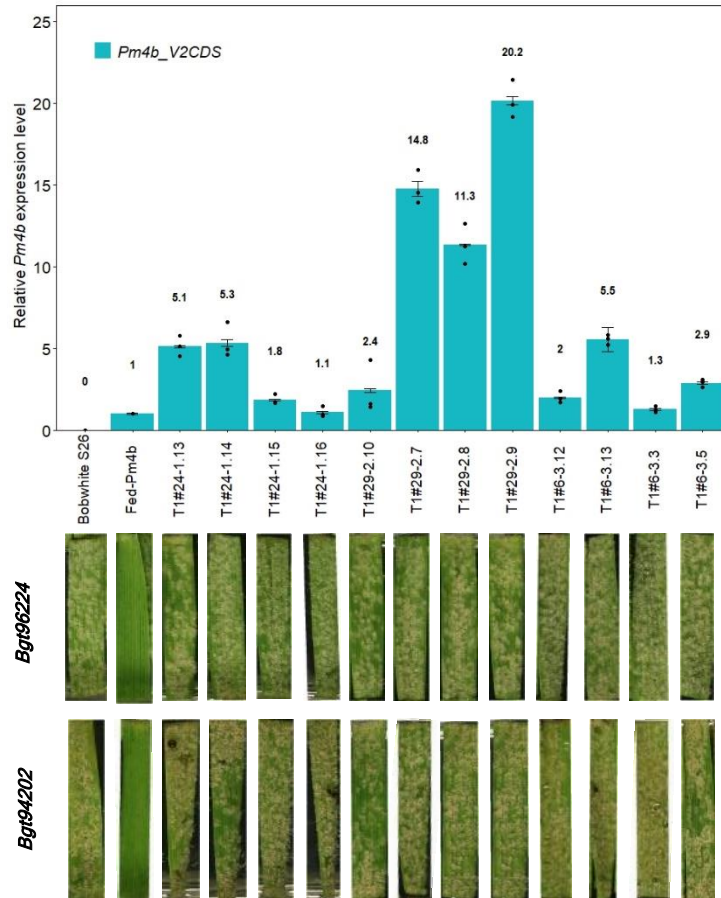 25
Pm4b_V2CDS
20.2
20
14.8
15
11.3
10
5.1
5.3
5.5
5
1.8
1.1
2.4
2
1.3
2.9
0
1
0
Relative Pm4b expression level
Bobwhite S26
Fed-Pm4b
T1#24-1.13
T1#24-1.14
T1#24-1.15
T1#24-1.16
T1#29-2.10
T1#29-2.7
T1#29-2.8
T1#29-2.9
T1#6-3.12
T1#6-3.13
T1#6-3.3
T1#6-3.5
Bgt96224
Bgt94202